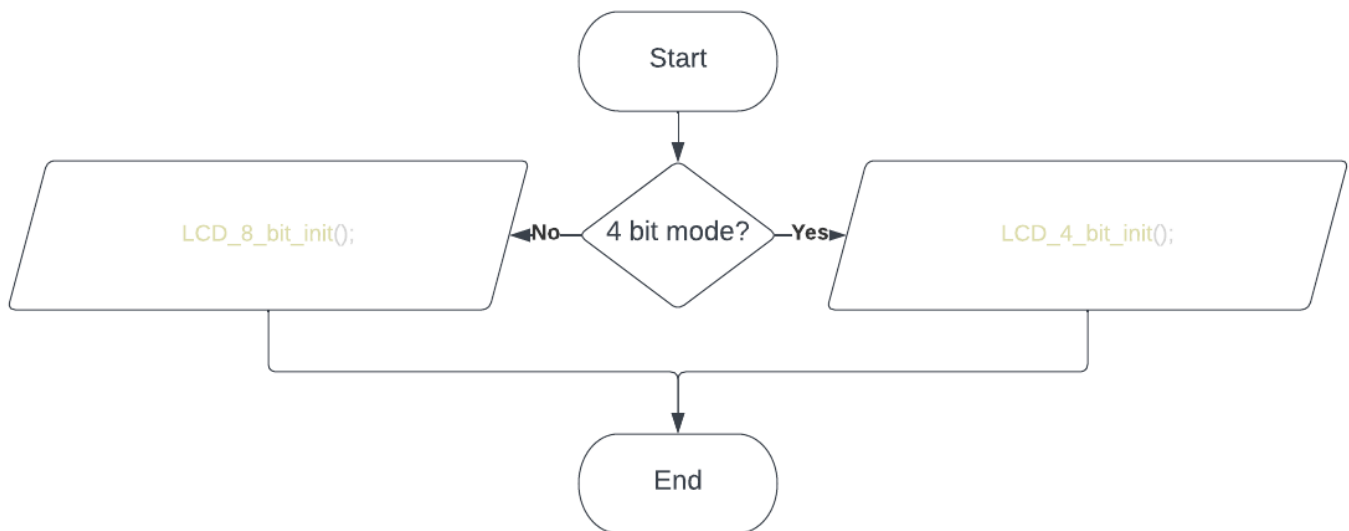 Start
LCD_8_bit_init();
No
4 bit mode?
Yes
LCD_4_bit_init();
End